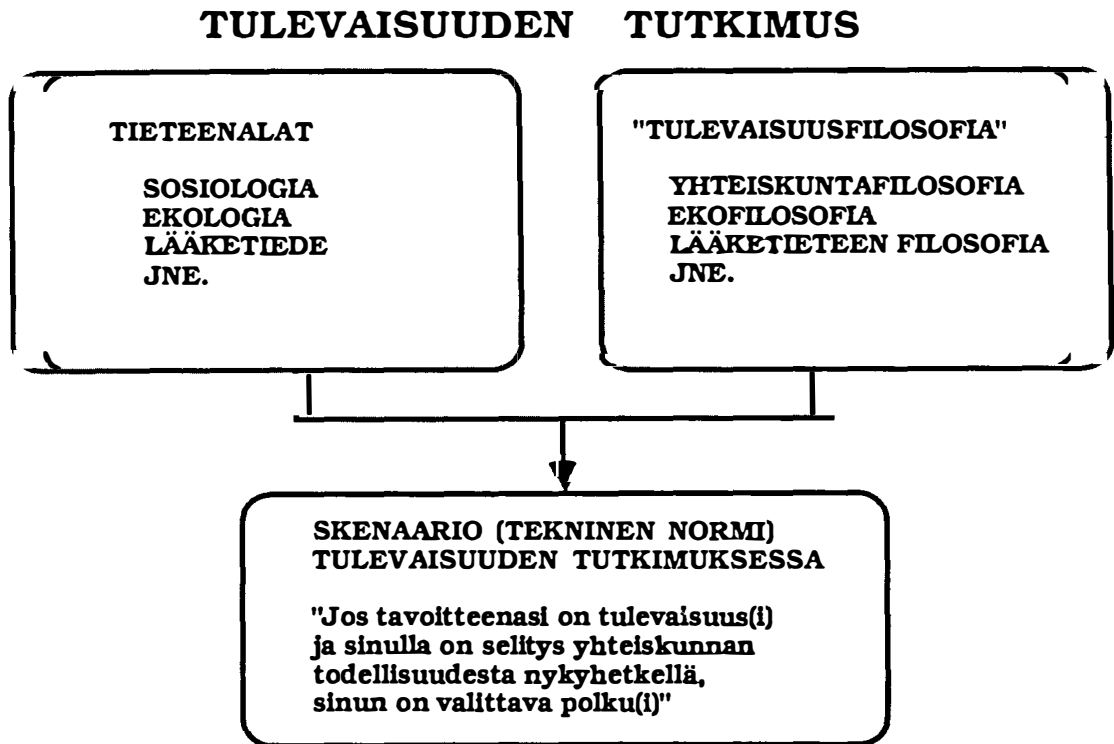 TULEVAISUUDEN TUTKIMUS
TIETEENALAT
SOSIOLOGIA
EKOLOGIA
LÄÄKETIEDE
JNE.
"TULEVAISUUSFILOSOFIA"
YHTEISKUNTAFILOSOFIA
EKOFILOSOFIA
LÄÄKETIETEEN FILOSOFIA
JNE.
SKENAARIO (TEKNINEN NORMI)
TULEVAISUUDEN TUTKIMUKSESSA
"Jos tavoitteenasi on tulevaisuus(i)
ja sinulla on selitys yhteiskunnan
todellisuudesta nykyhetkellä,
sinun on valittava polku(i)"